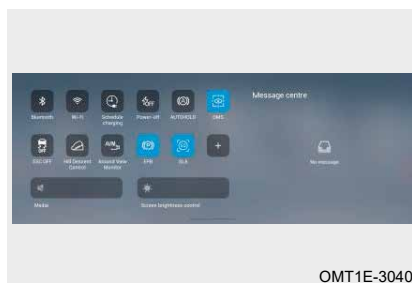 Bluetooth Wi-Fi Schedule charging Power off AUTOHOLD DMS
Message centre
OFF
ESC OFF Hill Descent Control Around View Monitor EPB
+
No message
Media Screen brightness control
OMT1E-3040